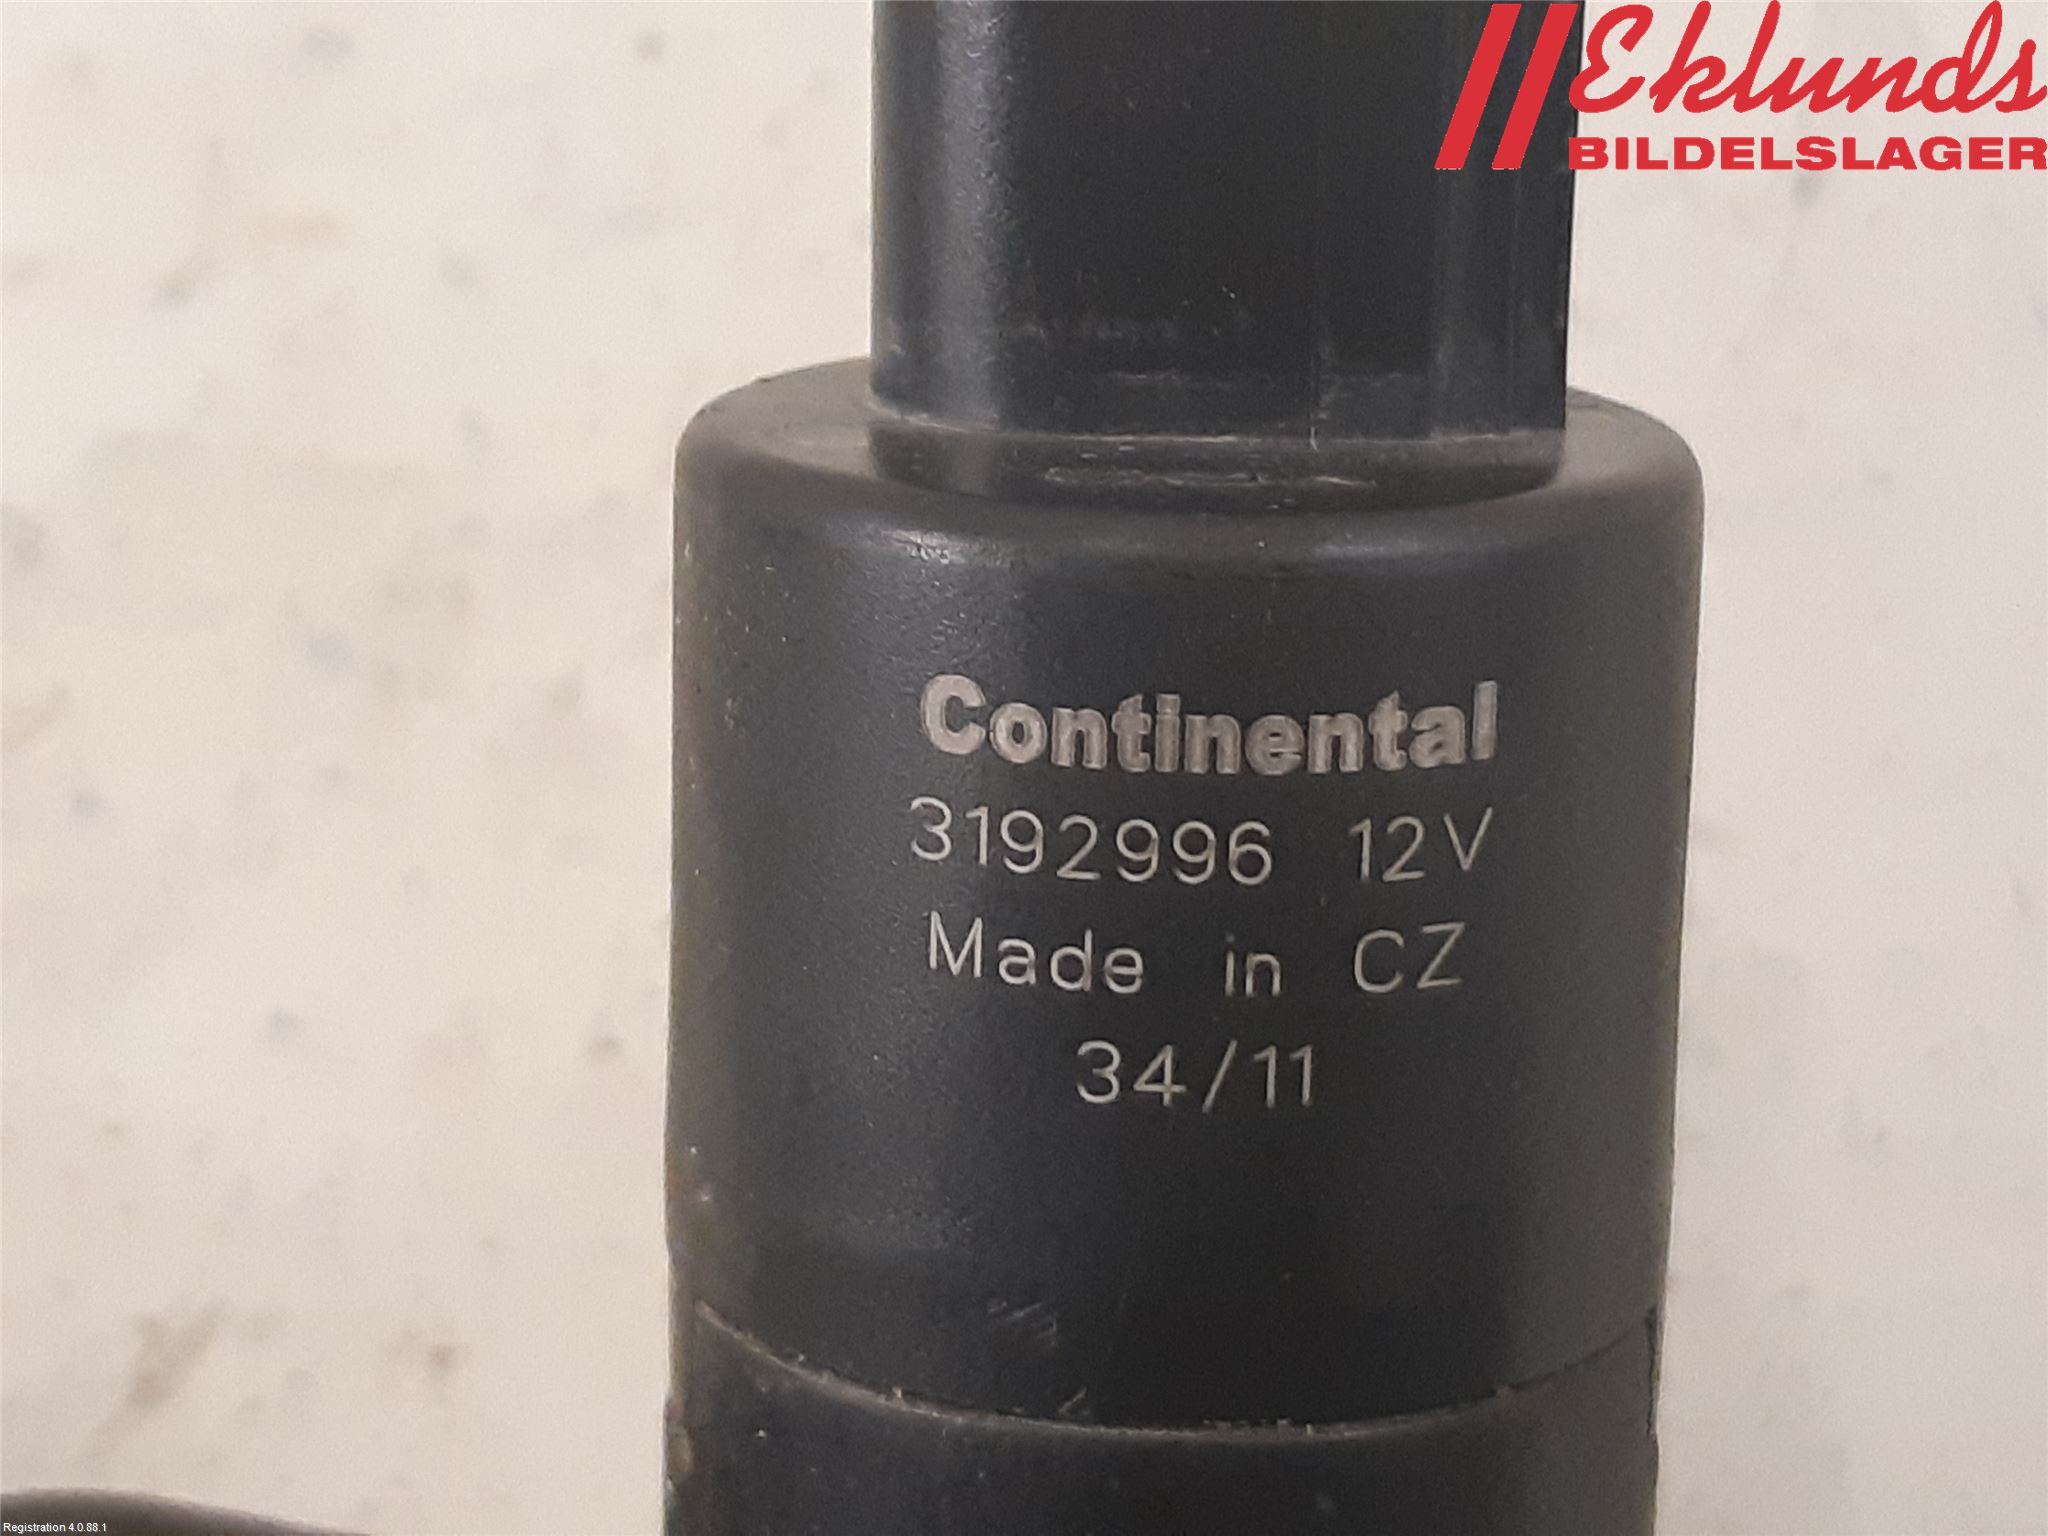 Eklunds
BILDELSLAGER
Continental
3192996 12V
Made in CZ
34/11
Registration 4.0.88.1